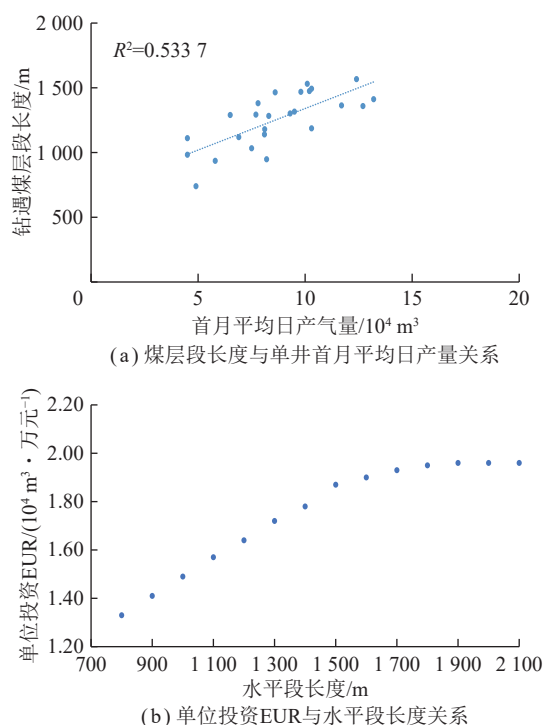 2 000
R²=0.533 7
1 500
1 000
500
钻遇煤层段长度/m
0
5
10
15
20
首月平均日产气量/10⁴ m³
(a) 煤层段长度与单井首月平均日产量关系
2.20
2.00
1.80
1.60
1.40
1.20
单位投资EUR/(10⁴ m³・万元⁻¹)
700 900 1 100 1 300 1 500 1 700 1 900 2 100
水平段长度/m
(b) 单位投资EUR与水平段长度关系